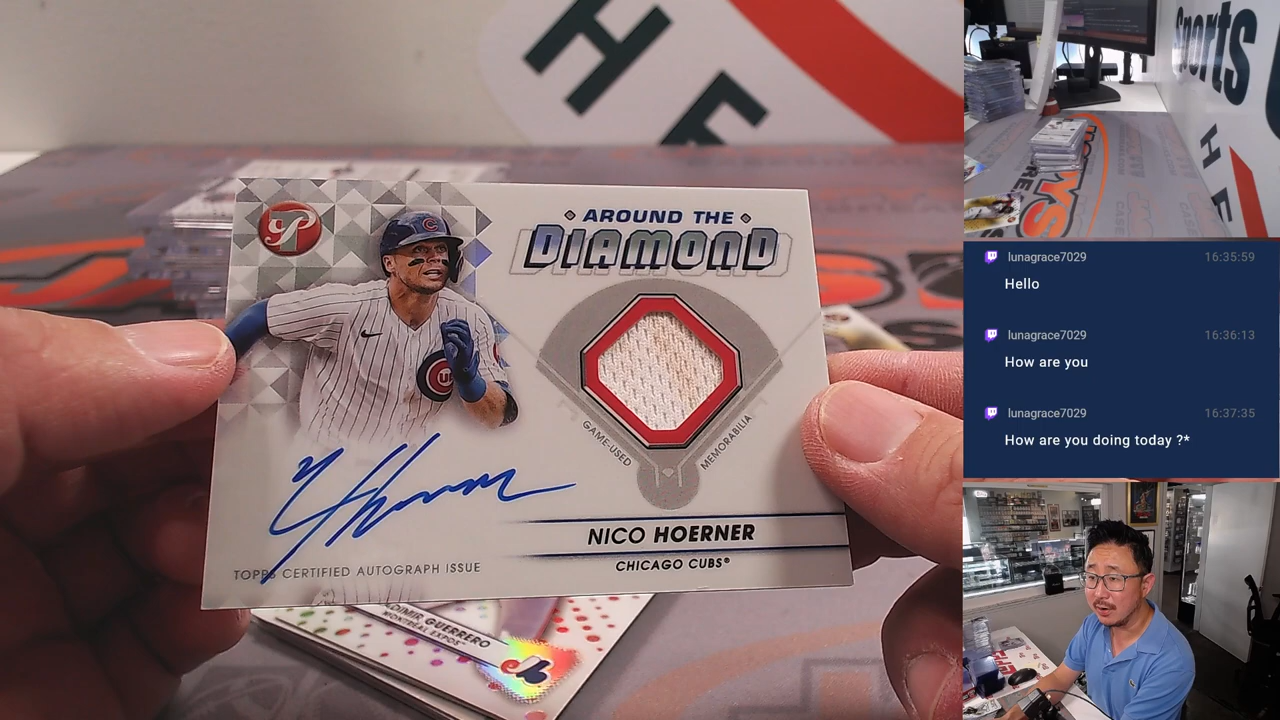 AROUND THE
DIAMOND
GAME-USED
MEMORABILIA
NICO HOERNER
CHICAGO CUBS®
TOPPS CERTIFIED AUTOGRAPH ISSUE
GUERRERO
MONTREAL EXPOS™
Sports
lunagrace7029 16:35:59
Hello
lunagrace7029 16:36:13
How are you
lunagrace7029 16:37:35
How are you doing today ?*